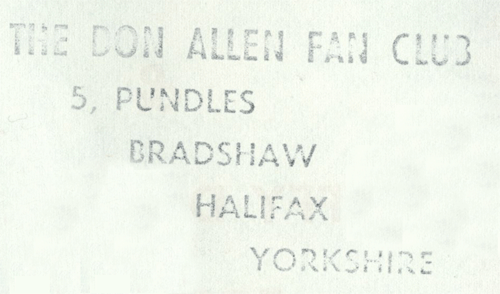 THE DON ALLEN FAN CLUB
5, PUNDLES
BRADSHAW
HALIFAX
YORKSHIRE